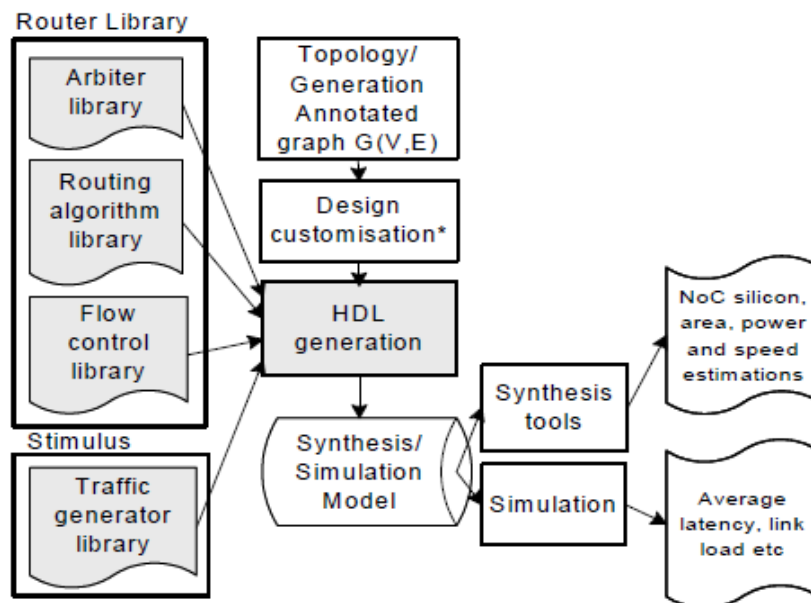 Router Library
Arbiter
library
Routing
algorithm
library
Flow
control
library
Stimulus
Traffic
generator
library
Topology/
Generation
Annotated
graph G(V,E)
Design
customisation*
HDL
generation
Synthesis/
Simulation
Model
Synthesis
tools
Simulation
NoC silicon,
area, power
and speed
estimations
Average
latency, link
load etc